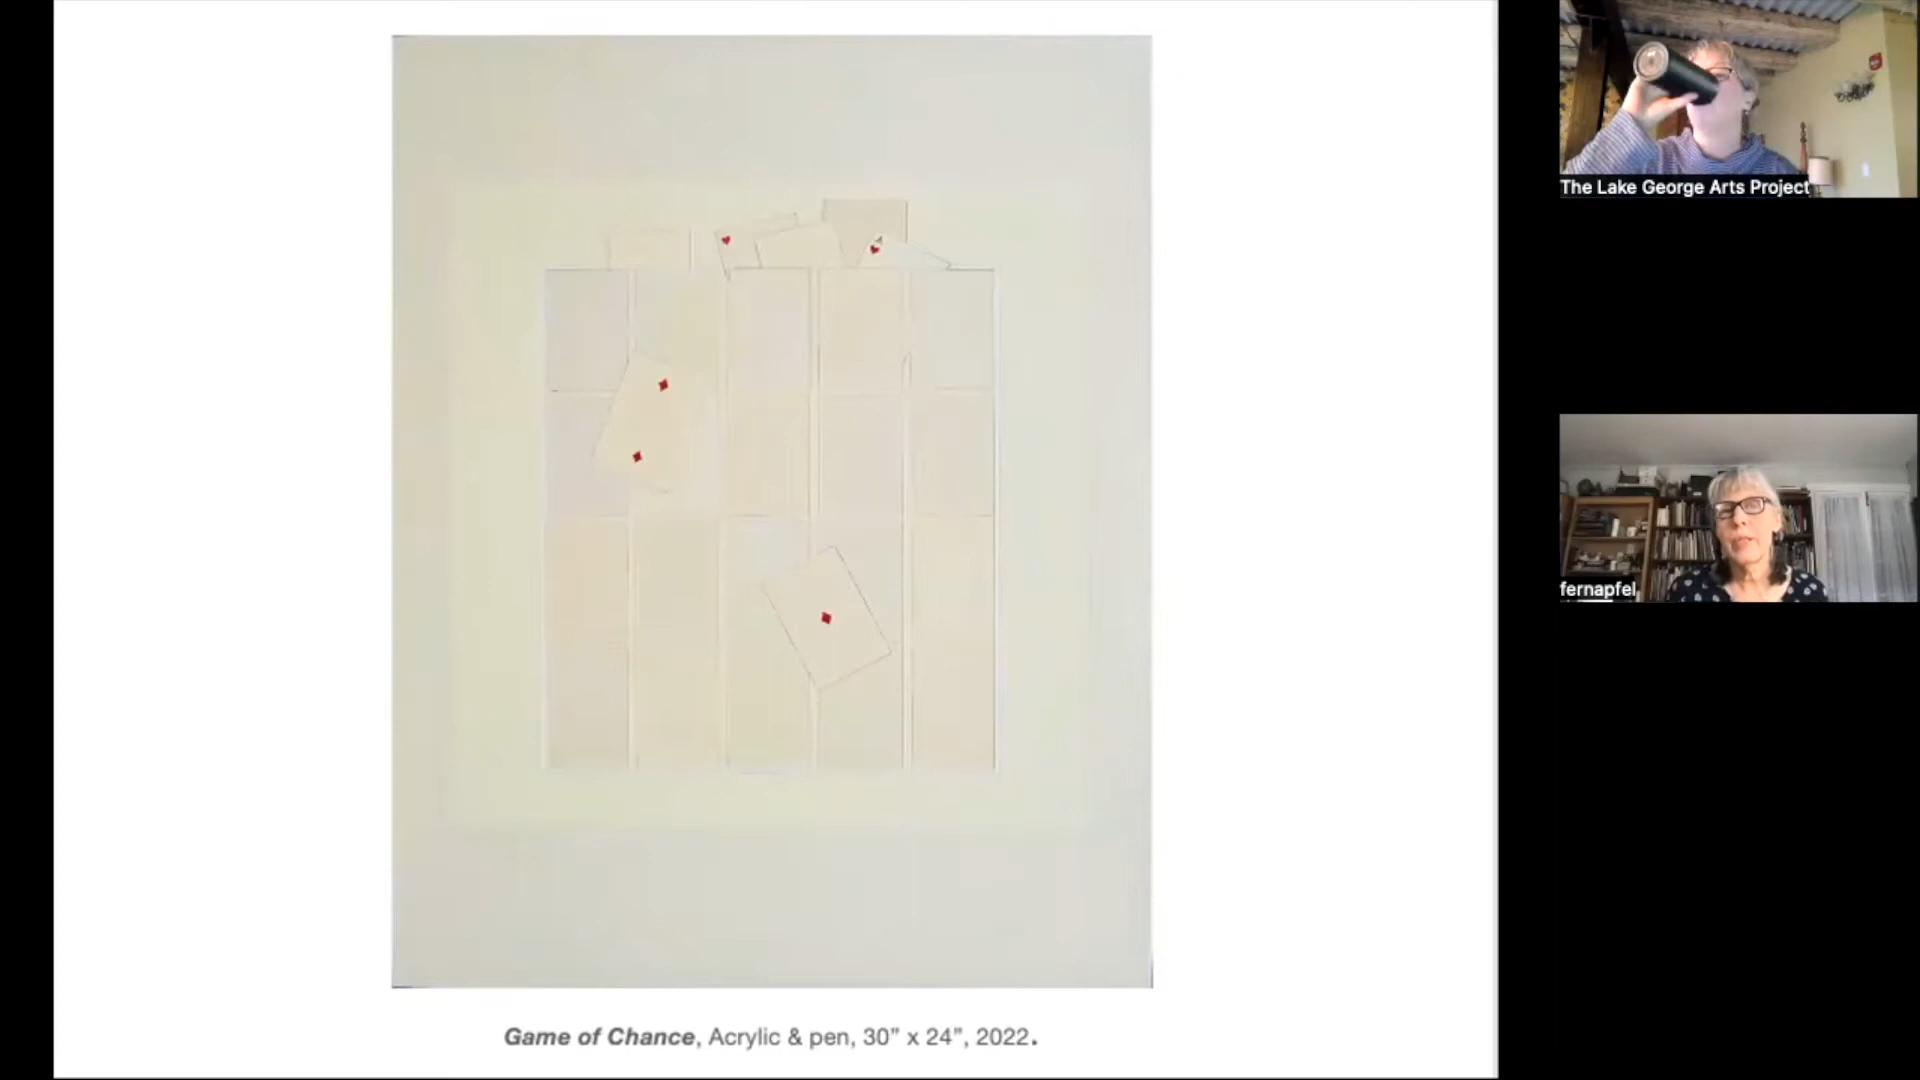 The Lake George Arts Project
fernapfel
Game of Chance, Acrylic & pen, 30” x 24”, 2022.